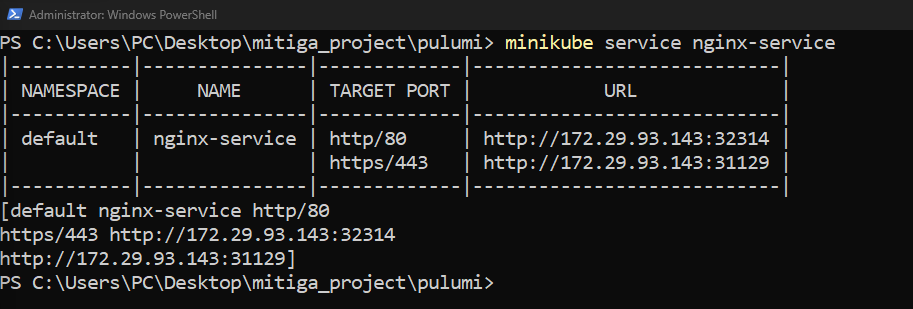 Administrator: Windows PowerShell
PS C:\Users\PC\Desktop\mitiga_project\pulumi> minikube service nginx-service
|-----------|---------------|-------------|-----------------------------|
| NAMESPACE |     NAME      | TARGET PORT |             URL             |
|-----------|---------------|-------------|-----------------------------|
| default   | nginx-service | http/80     | http://172.29.93.143:32314 |
|           |               | https/443   | http://172.29.93.143:31129 |
|-----------|---------------|-------------|-----------------------------|
[default nginx-service http/80
https/443 http://172.29.93.143:32314
http://172.29.93.143:31129]
PS C:\Users\PC\Desktop\mitiga_project\pulumi>